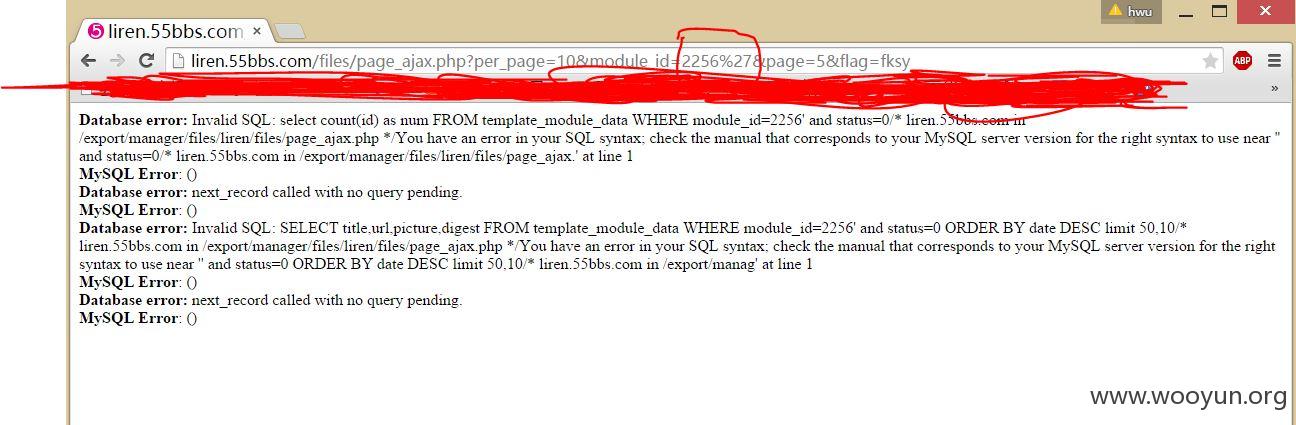 hwu
5 liren.55bbs.com
liren.55bbs.com/files/page_ajax.php?per_page=10&module_id=2256%27&page=5&flag=fksy
ABP
»
Database error: Invalid SQL: select count(id) as num FROM template_module_data WHERE module_id=2256' and status=0/* liren.55bbs.com in
/export/manager/files/liren/files/page_ajax.php */You have an error in your SQL syntax; check the manual that corresponds to your MySQL server version for the right syntax to use near ''
and status=0/* liren.55bbs.com in /export/manager/files/liren/files/page_ajax.' at line 1
MySQL Error: ()
Database error: next_record called with no query pending.
MySQL Error: ()
Database error: Invalid SQL: SELECT title,url,picture,digest FROM template_module_data WHERE module_id=2256' and status=0 ORDER BY date DESC limit 50,10/*
liren.55bbs.com in /export/manager/files/liren/files/page_ajax.php */You have an error in your SQL syntax; check the manual that corresponds to your MySQL server version for the right
syntax to use near '' and status=0 ORDER BY date DESC limit 50,10/* liren.55bbs.com in /export/manag' at line 1
MySQL Error: ()
Database error: next_record called with no query pending.
MySQL Error: ()
www.wooyun.org